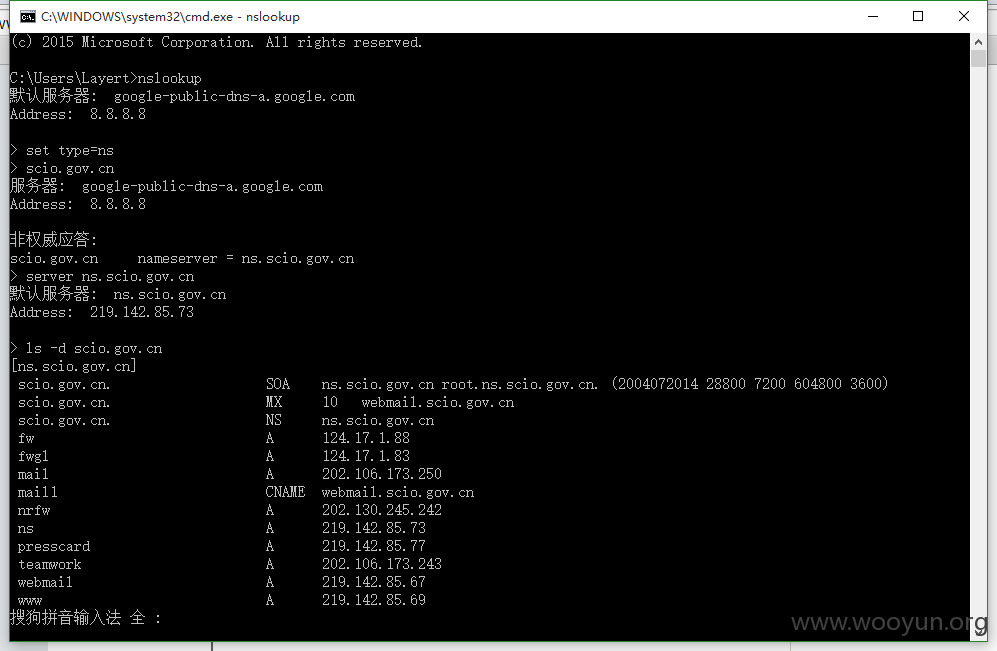 C:\WINDOWS\system32\cmd.exe - nslookup
(c) 2015 Microsoft Corporation. All rights reserved.
C:\Users\Layert>nslookup
默认服务器:  google-public-dns-a.google.com
Address:  8.8.8.8
> set type=ns
> scio.gov.cn
服务器:  google-public-dns-a.google.com
Address:  8.8.8.8
非权威应答:
scio.gov.cn     nameserver = ns.scio.gov.cn
> server ns.scio.gov.cn
默认服务器:  ns.scio.gov.cn
Address:  219.142.85.73
> ls -d scio.gov.cn
[ns.scio.gov.cn]
scio.gov.cn.                   SOA    ns.scio.gov.cn root.ns.scio.gov.cn. (2004072014 28800 7200 604800 3600)
scio.gov.cn.                   MX     10   webmail.scio.gov.cn
scio.gov.cn.                   NS     ns.scio.gov.cn
fw                             A      124.17.1.88
fwgl                           A      124.17.1.83
mail                           A      202.106.173.250
mail1                          CNAME  webmail.scio.gov.cn
nrfw                           A      202.130.245.242
ns                             A      219.142.85.73
presscard                      A      219.142.85.77
teamwork                       A      202.106.173.243
webmail                        A      219.142.85.67
www                            A      219.142.85.69
搜狗拼音输入法 全 :
www.wooyun.org